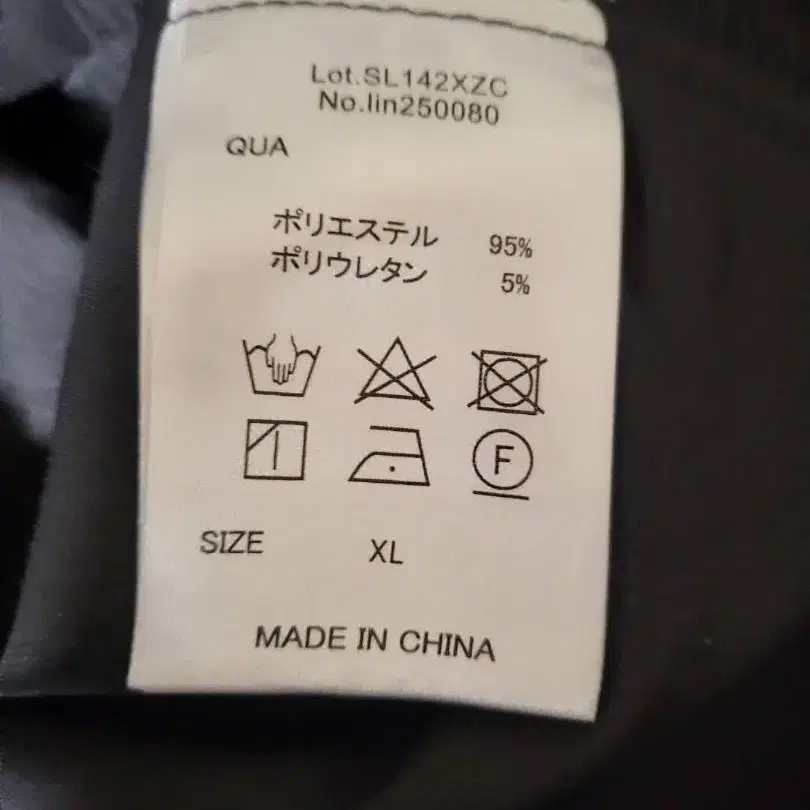 Lot.SL142XZC
No.lin250080
QUA
ポリエステル 95%
ポリウレタン 5%
F
SIZE XL
MADE IN CHINA